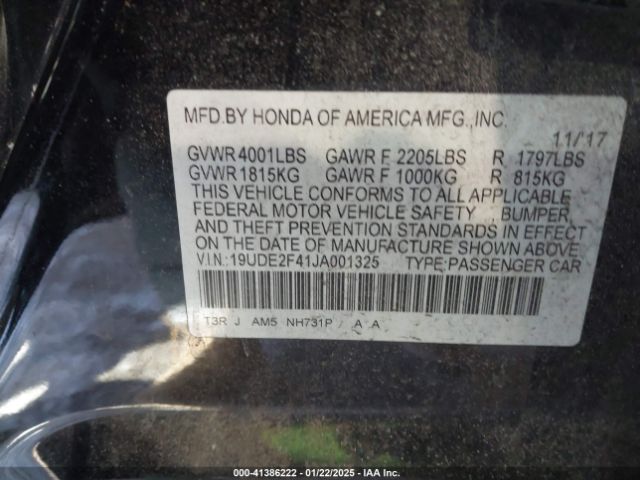 MFD.BY HONDA OF AMERICA MFG.,INC.
11/17
GVWR 4001LBS GAWR F 2205LBS R 1797LBS
GVWR 1815KG GAWR F 1000KG R 815KG
THIS VEHICLE CONFORMS TO ALL APPLICABLE
FEDERAL MOTOR VEHICLE SAFETY, BUMPER,
AND THEFT PREVENTION STANDARDS IN EFFECT
ON THE DATE OF MANUFACTURE SHOWN ABOVE.
V.I.N.:19UDE2F41JA001325 TYPE:PASSENGER CAR
T3R J AM5 NH731P / A A
000-41386222 - 01/22/2025 - IAA Inc.